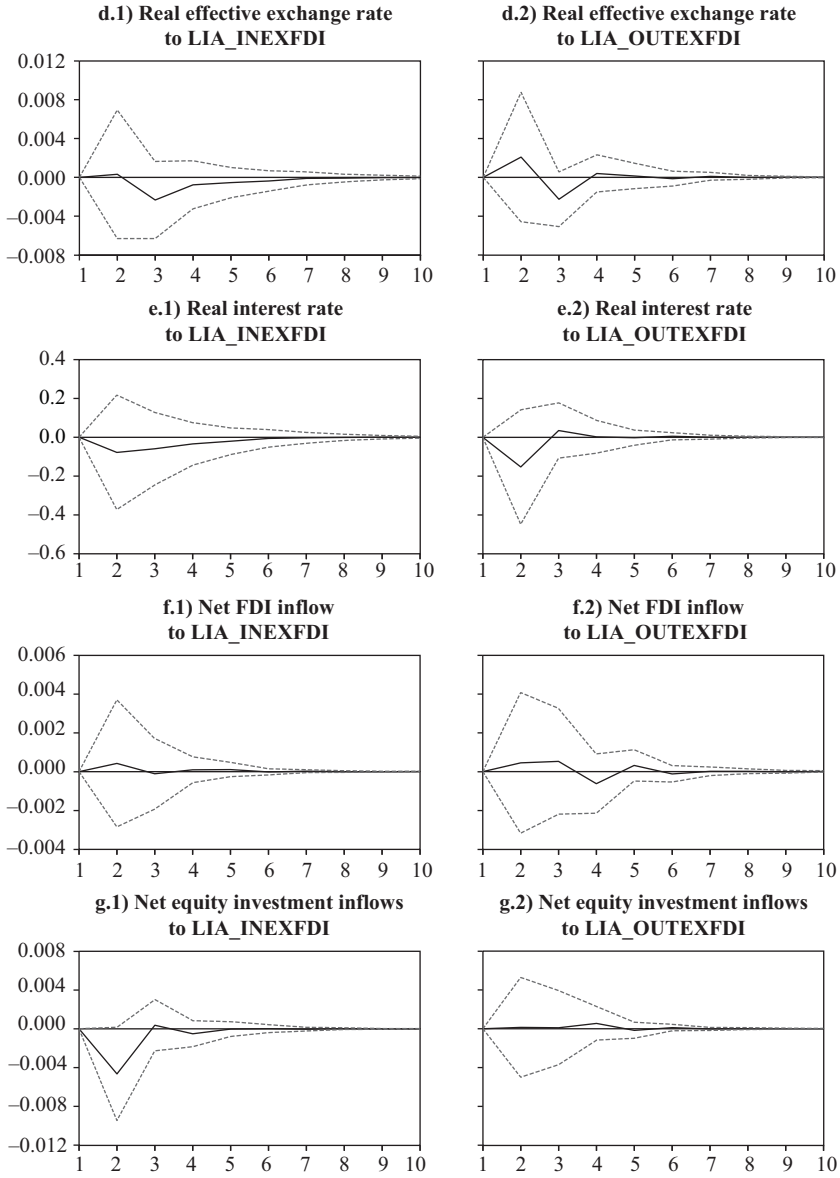 d.1) Real effective exchange rate
to LIA_INEXFDI
d.2) Real effective exchange rate
to LIA_OUTEXFDI
0.012
0.008
0.004
0.000
–0.004
–0.008
1 2 3 4 5 6 7 8 9 10
1 2 3 4 5 6 7 8 9 10
e.1) Real interest rate
to LIA_INEXFDI
e.2) Real interest rate
to LIA_OUTEXFDI
0.4
0.2
0.0
–0.2
–0.4
–0.6
1 2 3 4 5 6 7 8 9 10
1 2 3 4 5 6 7 8 9 10
f.1) Net FDI inflow
to LIA_INEXFDI
f.2) Net FDI inflow
to LIA_OUTEXFDI
0.006
0.004
0.002
0.000
–0.002
–0.004
1 2 3 4 5 6 7 8 9 10
1 2 3 4 5 6 7 8 9 10
g.1) Net equity investment inflows
to LIA_INEXFDI
g.2) Net equity investment inflows
to LIA_OUTEXFDI
0.008
0.004
0.000
–0.004
–0.008
–0.012
1 2 3 4 5 6 7 8 9 10
1 2 3 4 5 6 7 8 9 10